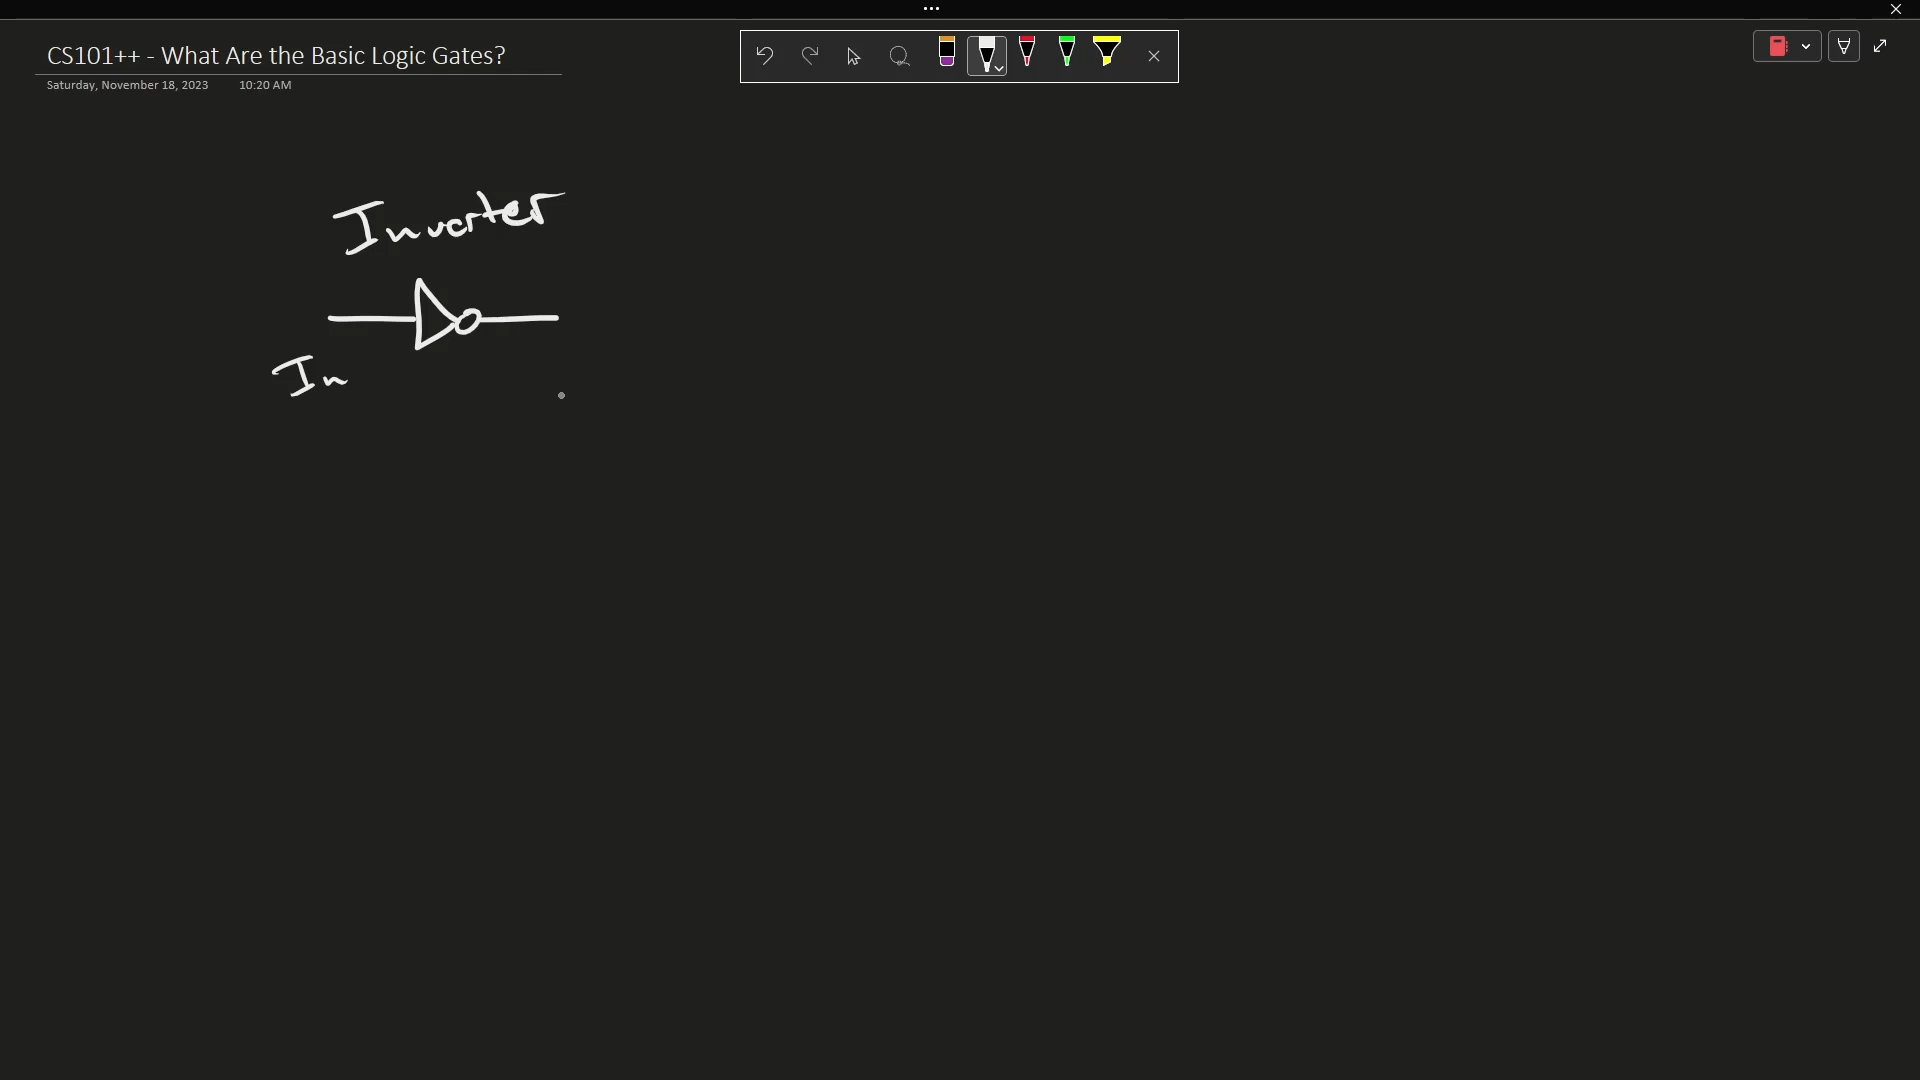 CS101++ - What Are the Basic Logic Gates?
Saturday, November 18, 2023 10:20 AM
Inverter
In